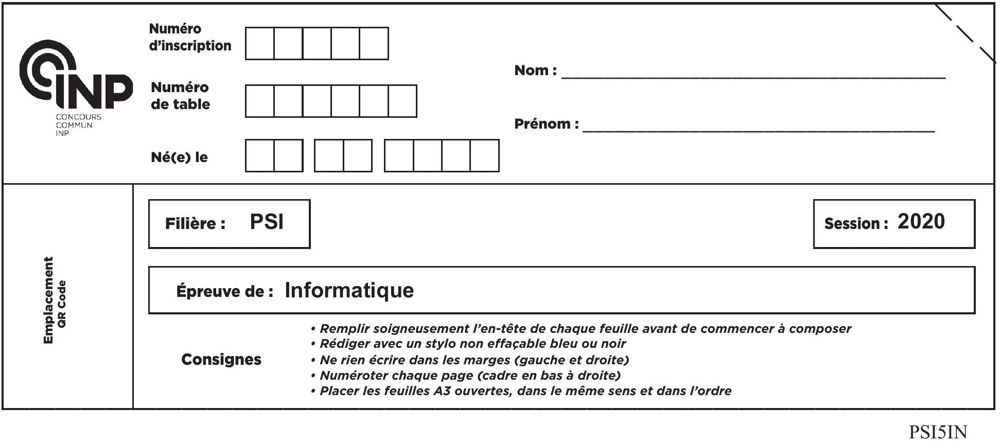 Numéro
d'inscription
Numéro
de table
Né(e) le
Nom :
Prénom :
INP
CONCOURS
COMMUN
INP
Emplacement
QR Code
Filière : PSI
Session : 2020
Épreuve de : Informatique
Consignes
• Remplir soigneusement l'en-tête de chaque feuille avant de commencer à composer
• Rédiger avec un stylo non effaçable bleu ou noir
• Ne rien écrire dans les marges (gauche et droite)
• Numéroter chaque page (cadre en bas à droite)
• Placer les feuilles A3 ouvertes, dans le même sens et dans l'ordre
PSI5IN